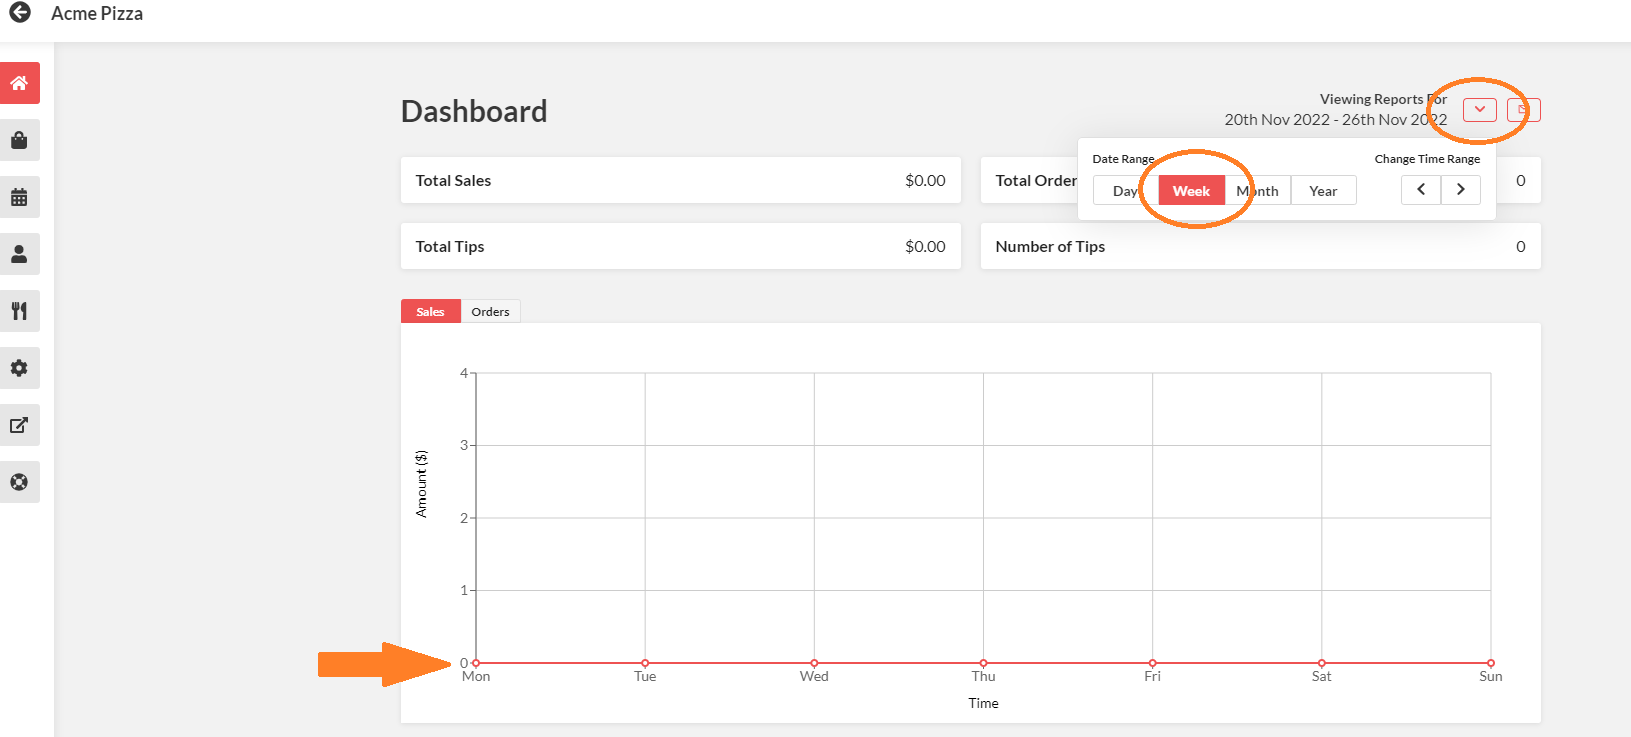 Acme Pizza
Dashboard
Viewing Reports For
20th Nov 2022 - 26th Nov 2022
Date Range
Change Time Range
Day
Week
Month
Year
Total Sales
$0.00
Total Order
0
Total Tips
$0.00
Number of Tips
0
Sales
Orders
4
3
2
1
0
Amount ($)
Mon
Tue
Wed
Thu
Fri
Sat
Sun
Time